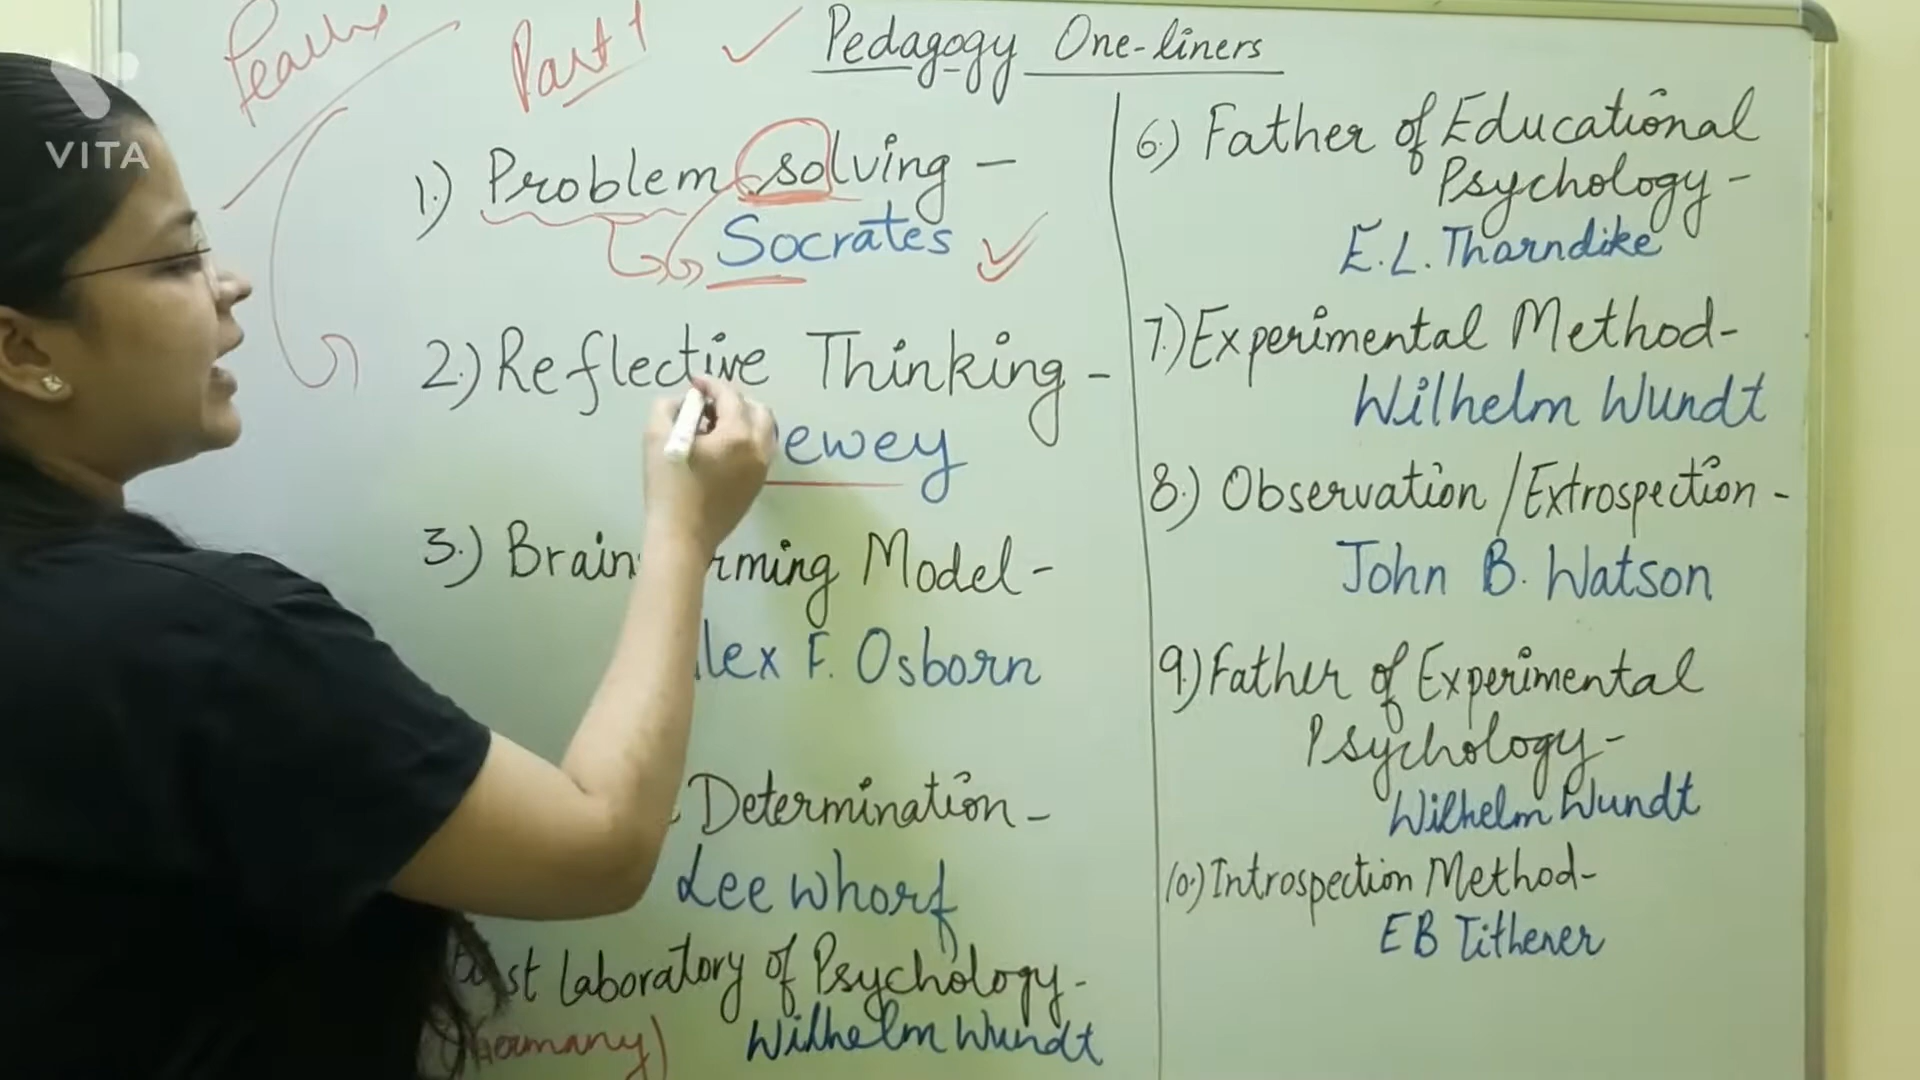 VITA
Part 1
Pedagogy One-liners
1.) Problem solving -
Socrates
2.) Reflective Thinking -
ewey
3.) Brain rming Model -
lex F. Osborn
Determination -
Lee Whorf
st Laboratory of Psychology -
(Germany)
Wilhelm Wundt
6.) Father of Educational
Psychology -
E.L. Tharndike
7.) Experimental Method -
Wilhelm Wundt
8.) Observation / Extrospection -
John B. Watson
9.) Father of Experimental
Psychology -
Wilhelm Wundt
10.) Introspection Method -
EB Tithener